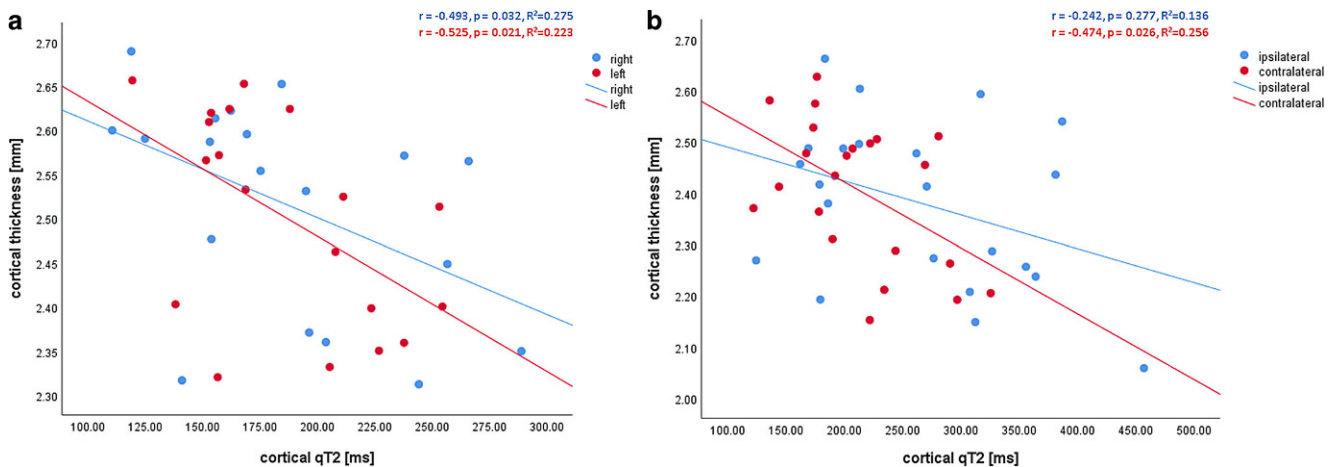 a
r = -0.493, p= 0.032, R²=0.275
r = -0.525, p= 0.021, R²=0.223
right
left
right
left
cortical thickness [mm]
2.70
2.65
2.60
2.55
2.50
2.45
2.40
2.35
2.30
100.00 125.00 150.00 175.00 200.00 225.00 250.00 275.00 300.00
cortical qT2 [ms]
b
r = -0.242, p= 0.277, R²=0.136
r = -0.474, p= 0.026, R²=0.256
ipsilateral
contralateral
ipsilateral
contralateral
cortical thickness [mm]
2.70
2.60
2.50
2.40
2.30
2.20
2.10
2.00
100.00 150.00 200.00 250.00 300.00 350.00 400.00 450.00 500.00
cortical qT2 [ms]